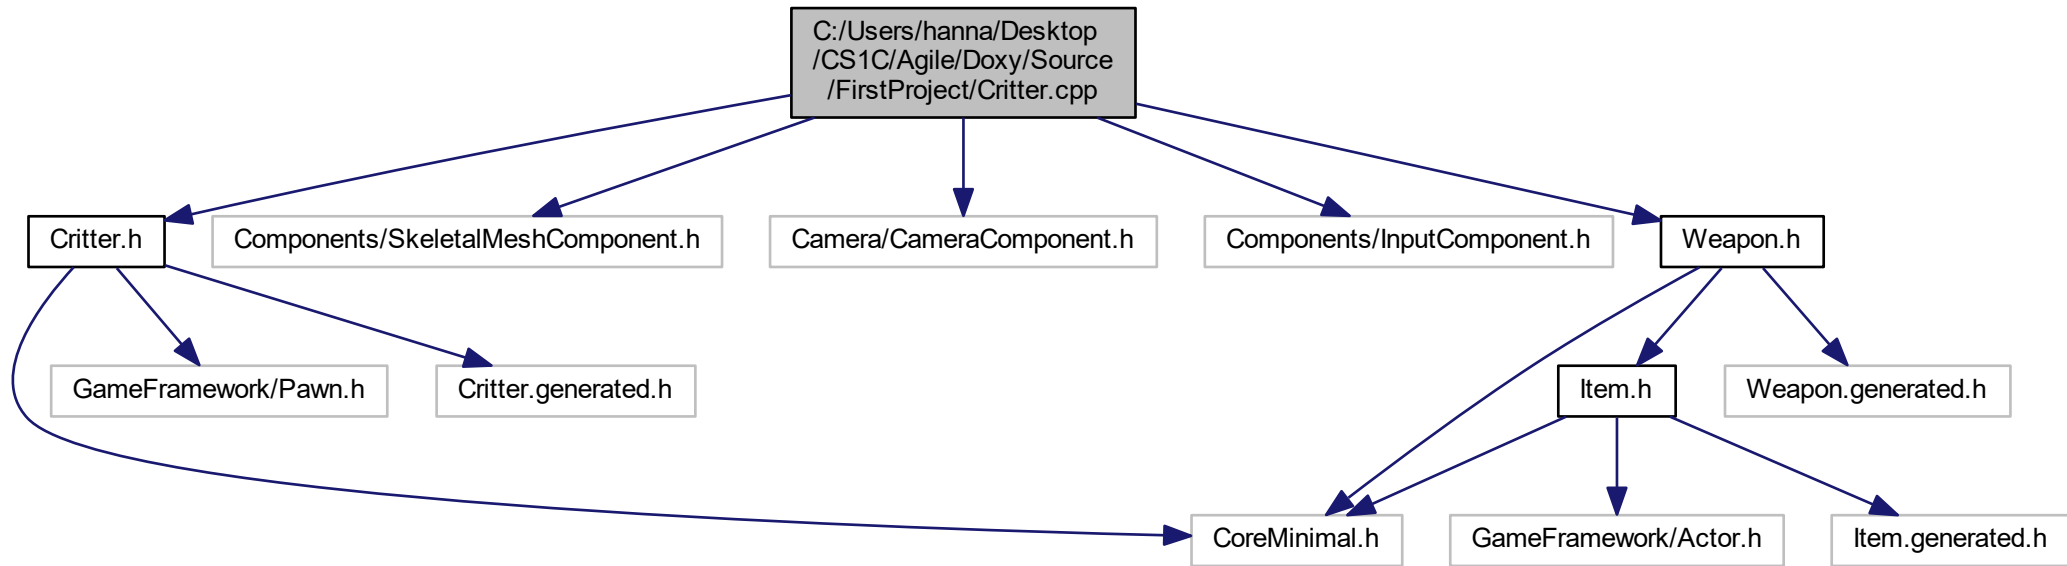 C:/Users/hanna/Desktop
/CS1C/Agile/Doxy/Source
/FirstProject/Critter.cpp
Critter.h
Components/SkeletalMeshComponent.h
Camera/CameraComponent.h
Components/InputComponent.h
Weapon.h
GameFramework/Pawn.h
Critter.generated.h
Item.h
Weapon.generated.h
CoreMinimal.h
GameFramework/Actor.h
Item.generated.h